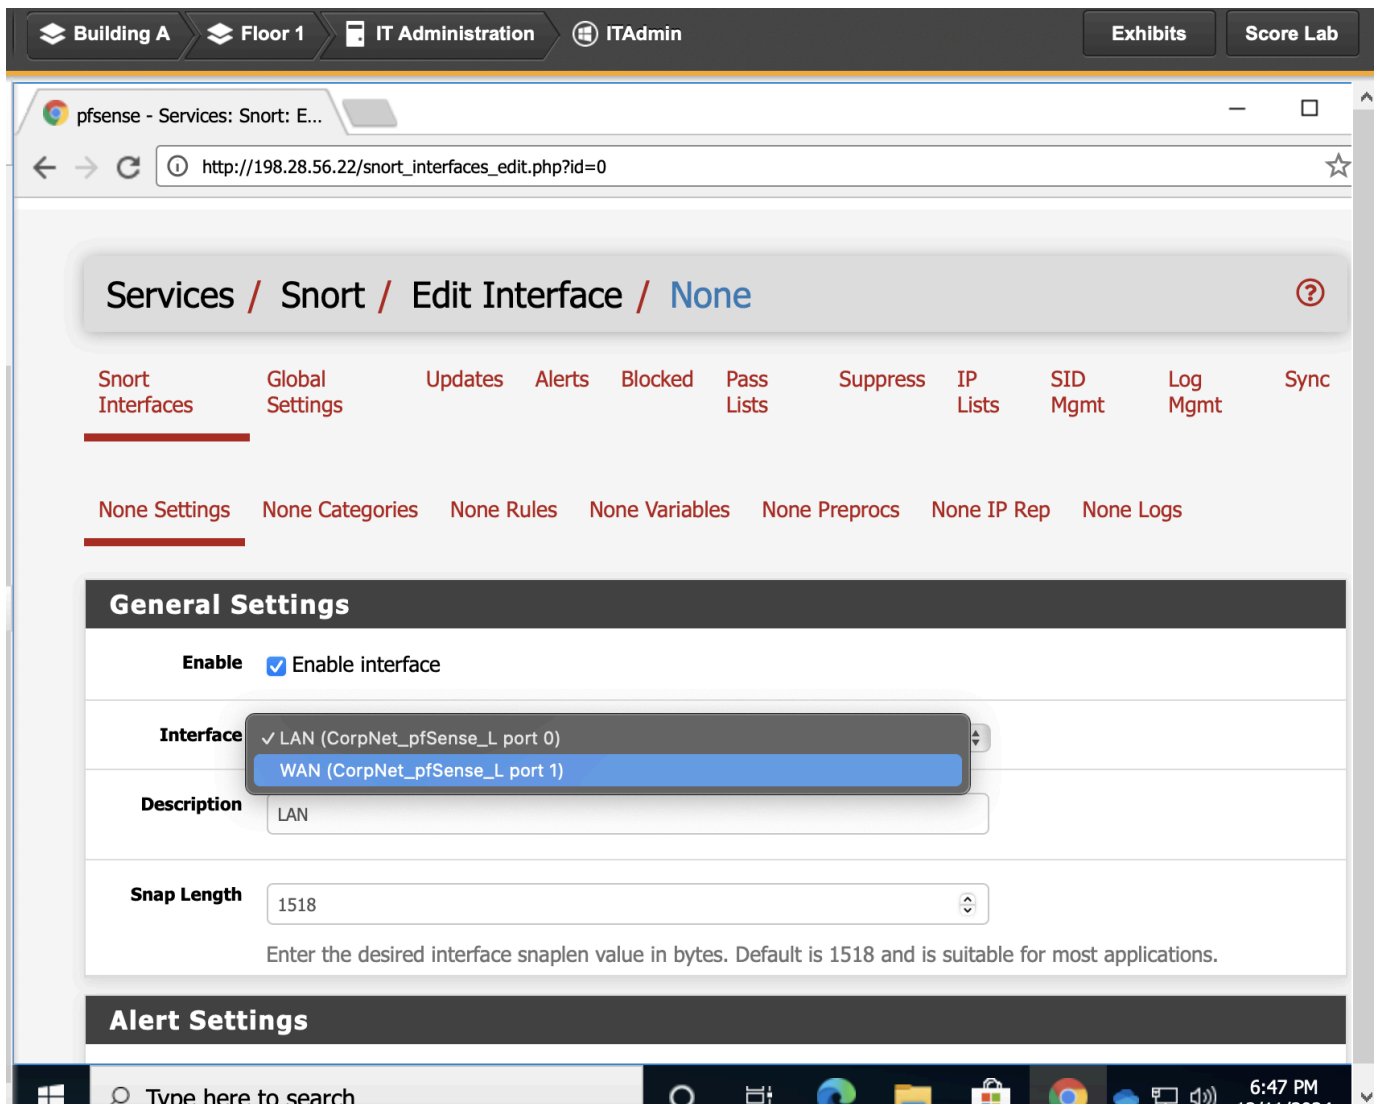 Building A Floor 1 IT Administration ITAdmin Exhibits Score Lab
pfsense - Services: Snort: E...
http://198.28.56.22/snort_interfaces_edit.php?id=0
Services / Snort / Edit Interface / None
Snort Interfaces Global Settings Updates Alerts Blocked Pass Lists Suppress IP Lists SID Mgmt Log Mgmt Sync
None Settings None Categories None Rules None Variables None Preprocs None IP Rep None Logs
General Settings
Enable Enable interface
Interface ✓ LAN (CorpNet_pfSense_L port 0)
WAN (CorpNet_pfSense_L port 1)
Description LAN
Snap Length 1518
Enter the desired interface snaplen value in bytes. Default is 1518 and is suitable for most applications.
Alert Settings
Type here to search 6:47 PM